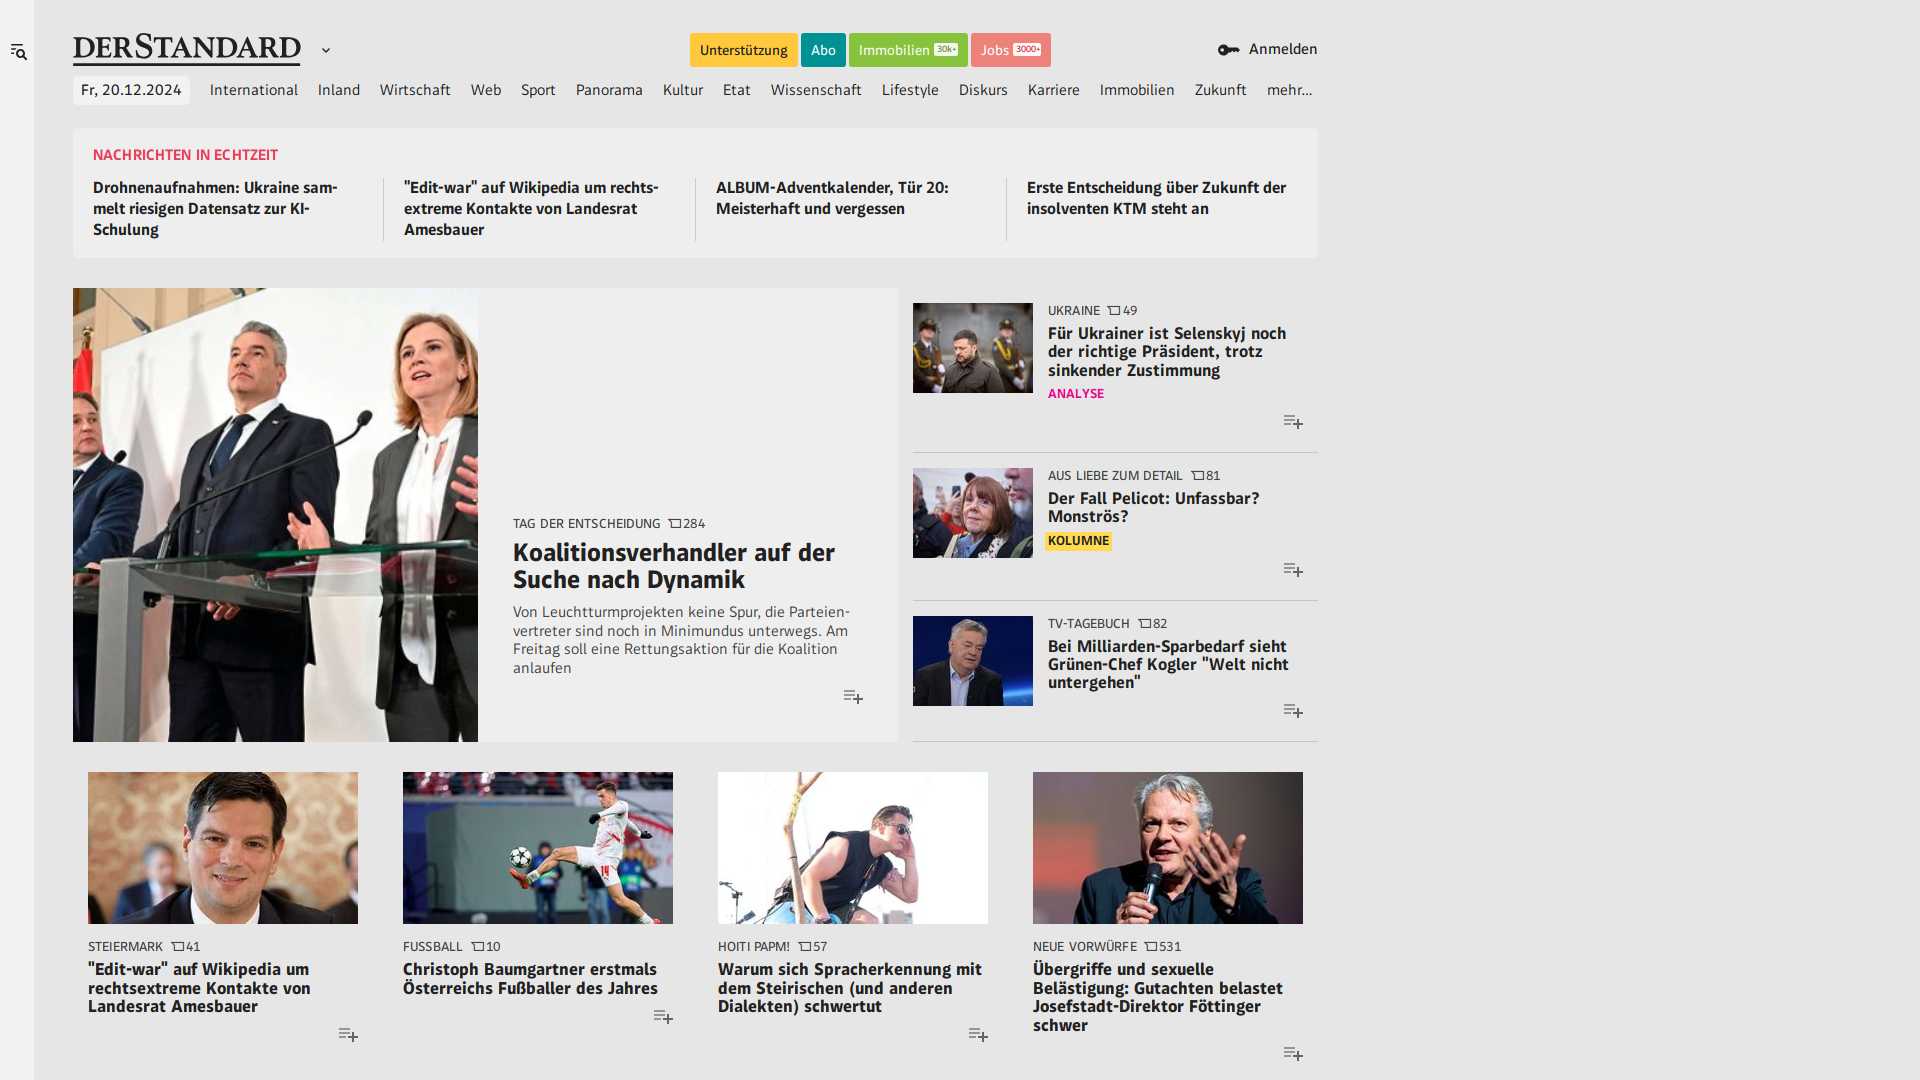 DERSTANDARD
Unterstützung
Abo
Immobilien 30k+
Jobs 3000+
Anmelden
Fr, 20.12.2024
International
Inland
Wirtschaft
Web
Sport
Panorama
Kultur
Etat
Wissenschaft
Lifestyle
Diskurs
Karriere
Immobilien
Zukunft
mehr…
NACHRICHTEN IN ECHTZEIT
Drohnenaufnahmen: Ukraine sam-
melt riesigen Datensatz zur KI-
Schulung
"Edit-war" auf Wikipedia um rechts-
extreme Kontakte von Landesrat
Amesbauer
ALBUM-Adventkalender, Tür 20:
Meisterhaft und vergessen
Erste Entscheidung über Zukunft der
insolventen KTM steht an
TAG DER ENTSCHEIDUNG 284
Koalitionsverhandler auf der
Suche nach Dynamik
Von Leuchtturmprojekten keine Spur, die Parteien-
vertreter sind noch in Minimundus unterwegs. Am
Freitag soll eine Rettungsaktion für die Koalition
anlaufen
UKRAINE 49
Für Ukrainer ist Selenskyj noch
der richtige Präsident, trotz
sinkender Zustimmung
ANALYSE
AUS LIEBE ZUM DETAIL 81
Der Fall Pelicot: Unfassbar?
Monströs?
KOLUMNE
TV-TAGEBUCH 82
Bei Milliarden-Sparbedarf sieht
Grünen-Chef Kogler "Welt nicht
untergehen"
STEIERMARK 41
"Edit-war" auf Wikipedia um
rechtsextreme Kontakte von
Landesrat Amesbauer
FUSSBALL 10
Christoph Baumgartner erstmals
Österreichs Fußballer des Jahres
HOITI PAPM! 57
Warum sich Spracherkennung mit
dem Steirischen (und anderen
Dialekten) schwertut
NEUE VORWÜRFE 531
Übergriffe und sexuelle
Belästigung: Gutachten belastet
Josefstadt-Direktor Föttinger
schwer